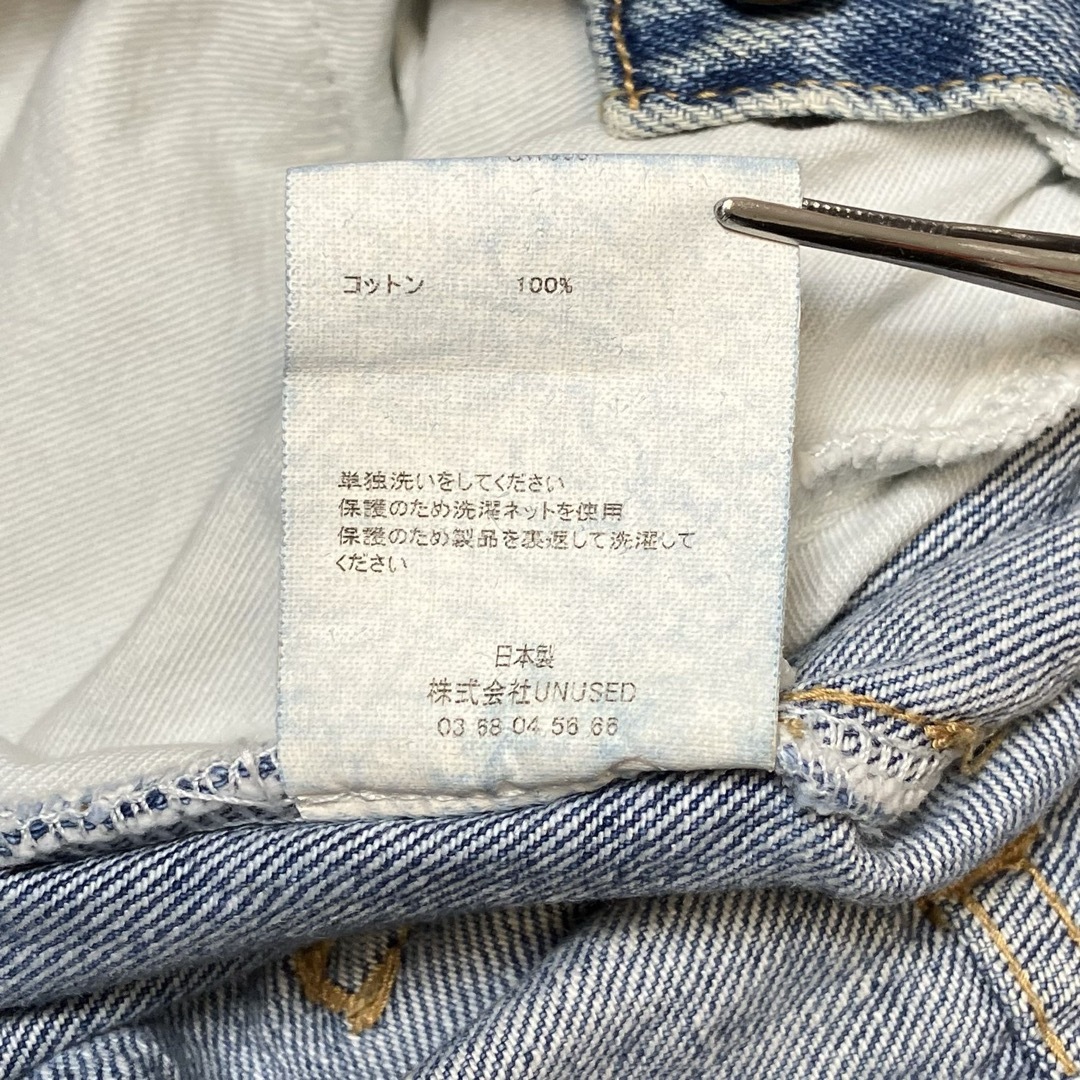 コットン 100%
単独洗いをしてください
保護のため洗濯ネットを使用
保護のため製品を裏返して洗濯して
ください
日本製
株式会社UNUSED
03 68 04 56 66